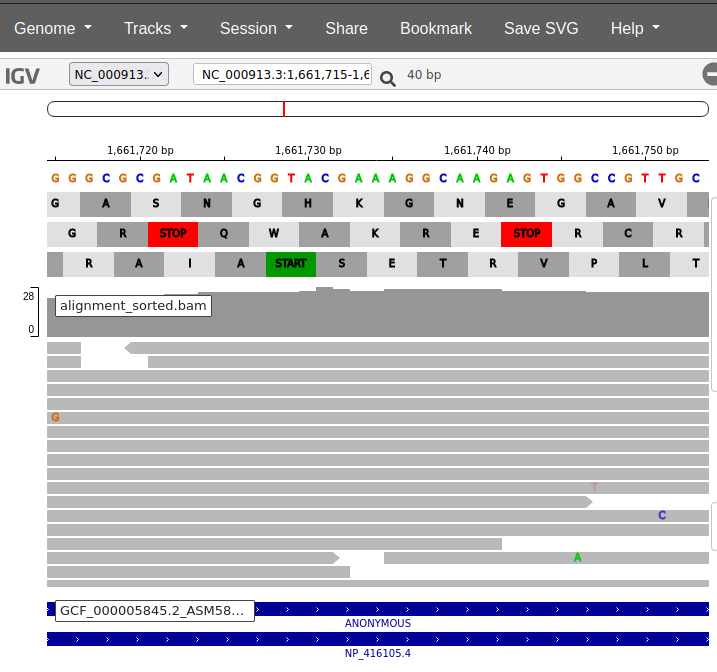 Genome Tracks Session Share Bookmark Save SVG Help
IGV NC_000913.: NC_000913.3:1,661,715-1,6 40 bp
1,661,720 bp 1,661,730 bp 1,661,740 bp 1,661,750 bp
G G G C G C G A T A A C G G T A C G A A A G G C A A G A G T G G C C G T T G C
G A S N G H K G N E G A V
G R STOP Q W A K R E STOP R C R
R A I A START S E T R V P L T
28
alignment_sorted.bam
0
G
T
C
A
GCF_000005845.2_ASM58...
ANONYMOUS
NP_416105.4